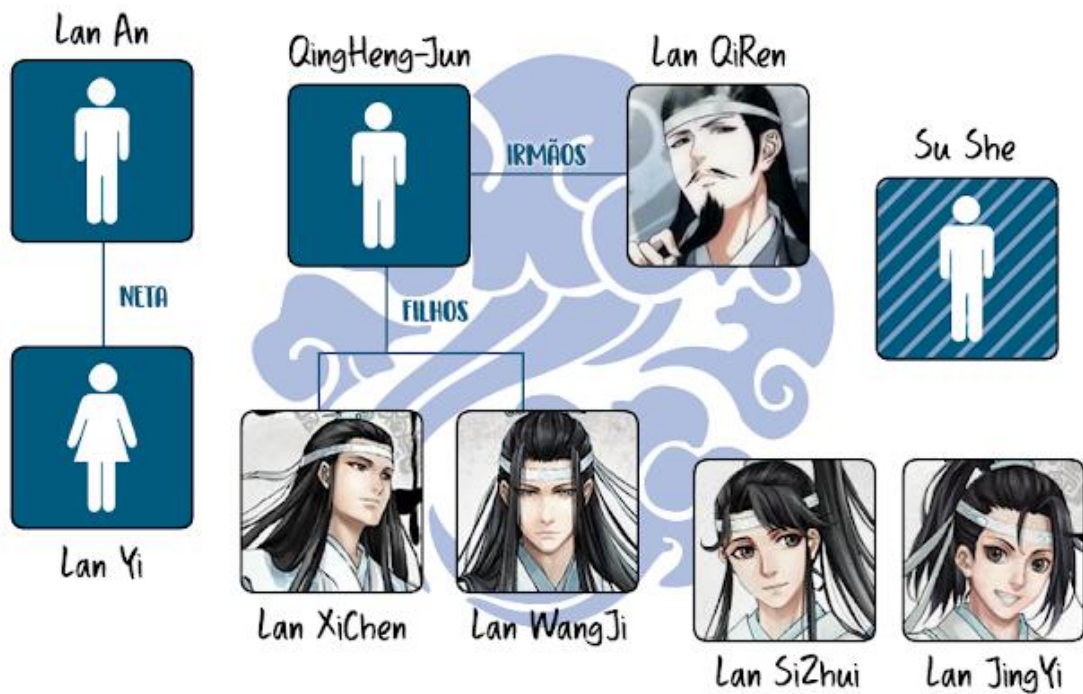 Lan An
QingHeng-Jun
Lan QiRen
IRMÃOS
Su She
NETA
FILHOS
Lan Yi
Lan XiChen
Lan WangJi
Lan SiZhui
Lan JingYi